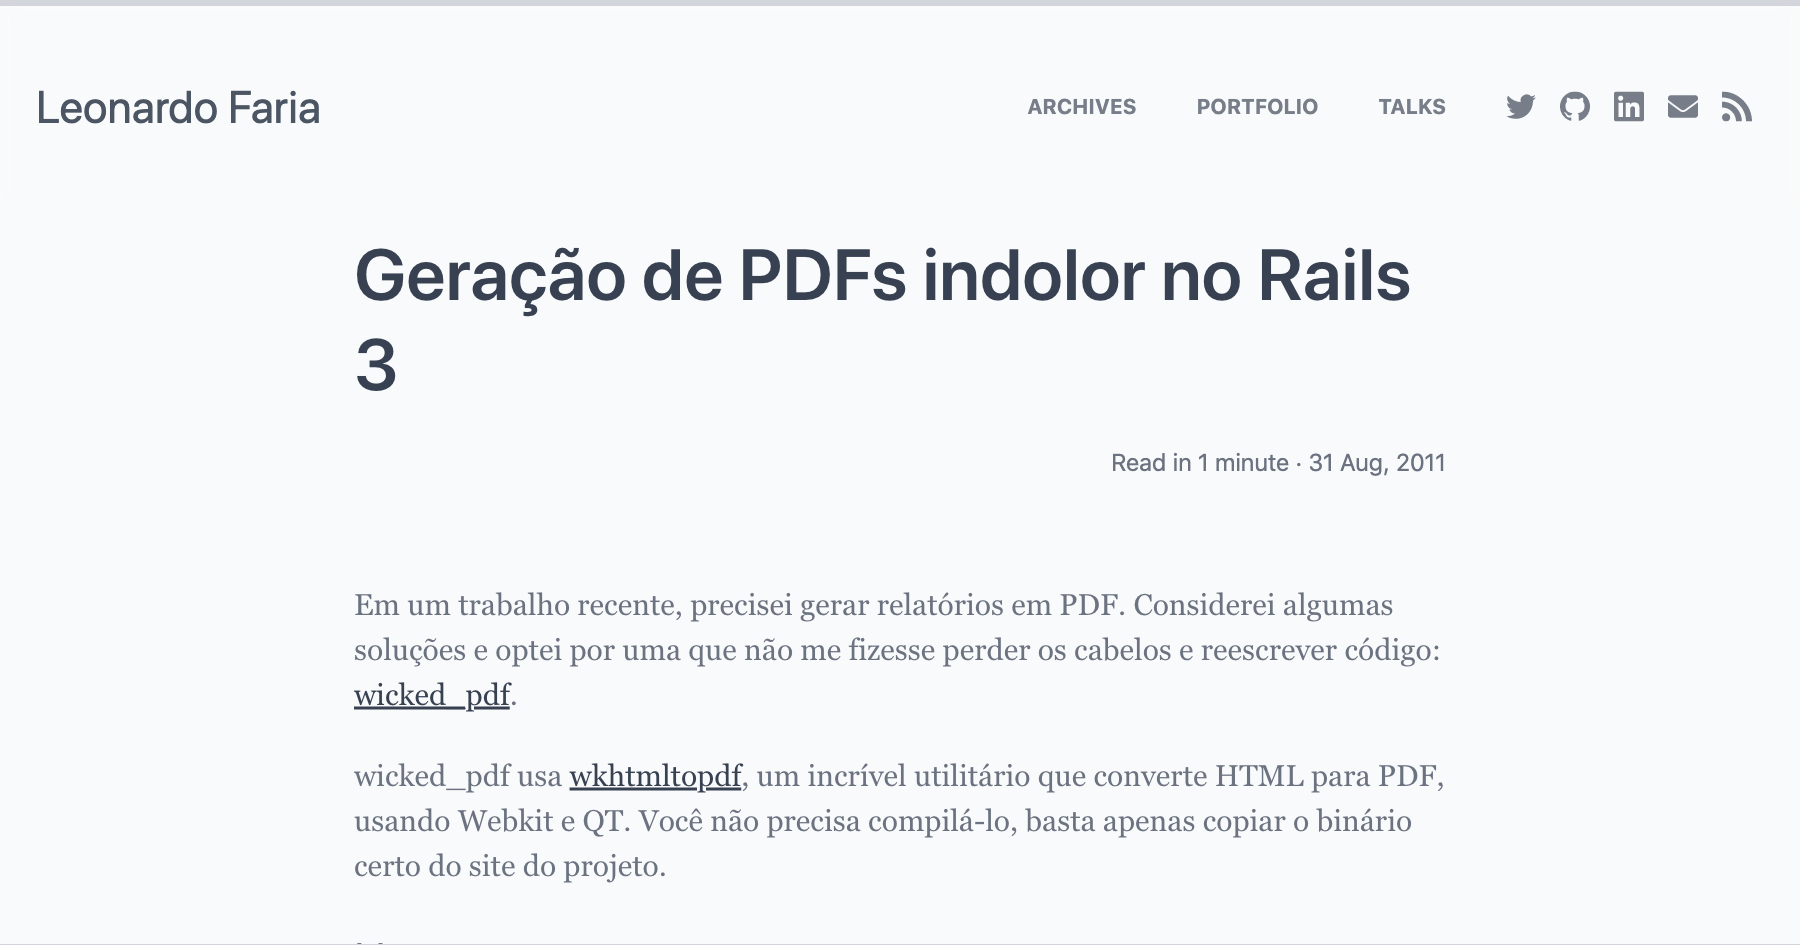 Leonardo Faria
ARCHIVES PORTFOLIO TALKS
Geração de PDFs indolor no Rails
3
Read in 1 minute · 31 Aug, 2011
Em um trabalho recente, precisei gerar relatórios em PDF. Considerei algumas
soluções e optei por uma que não me fizesse perder os cabelos e reescrever código:
wicked_pdf.
wicked_pdf usa wkhtmltopdf, um incrível utilitário que converte HTML para PDF,
usando Webkit e QT. Você não precisa compilá-lo, basta apenas copiar o binário
certo do site do projeto.